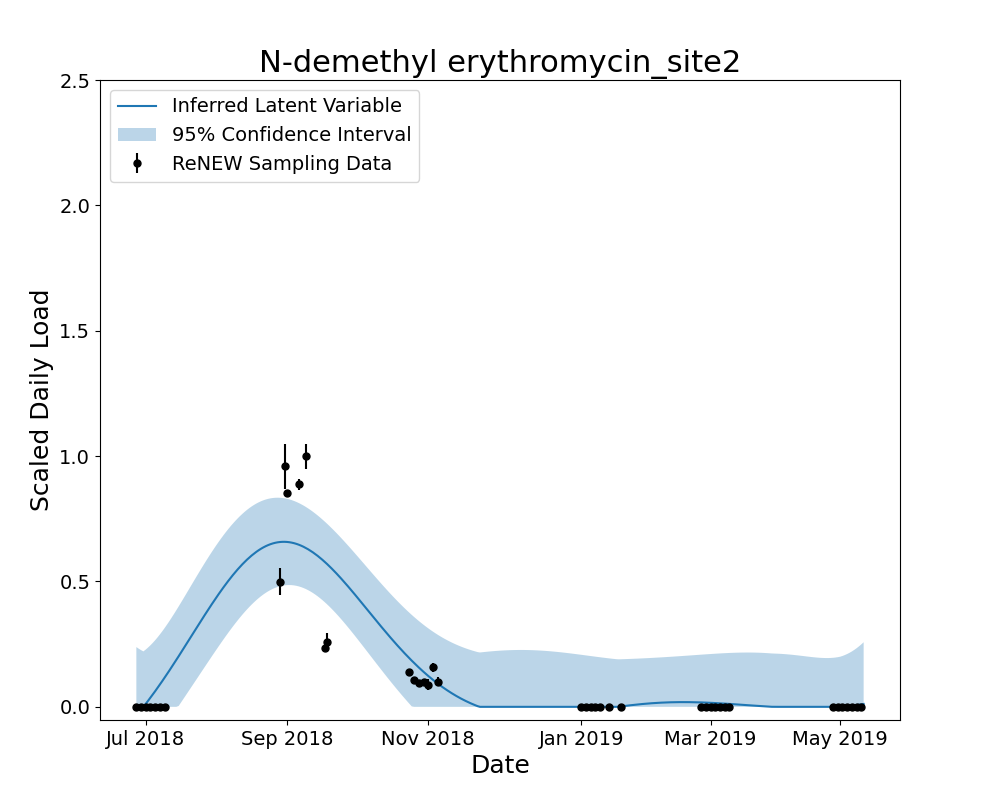 N-demethyl erythromycin_site2
Inferred Latent Variable
95% Confidence Interval
ReNEW Sampling Data
2.5
2.0
1.5
1.0
0.5
0.0
Scaled Daily Load
Jul 2018 Sep 2018 Nov 2018 Jan 2019 Mar 2019 May 2019
Date